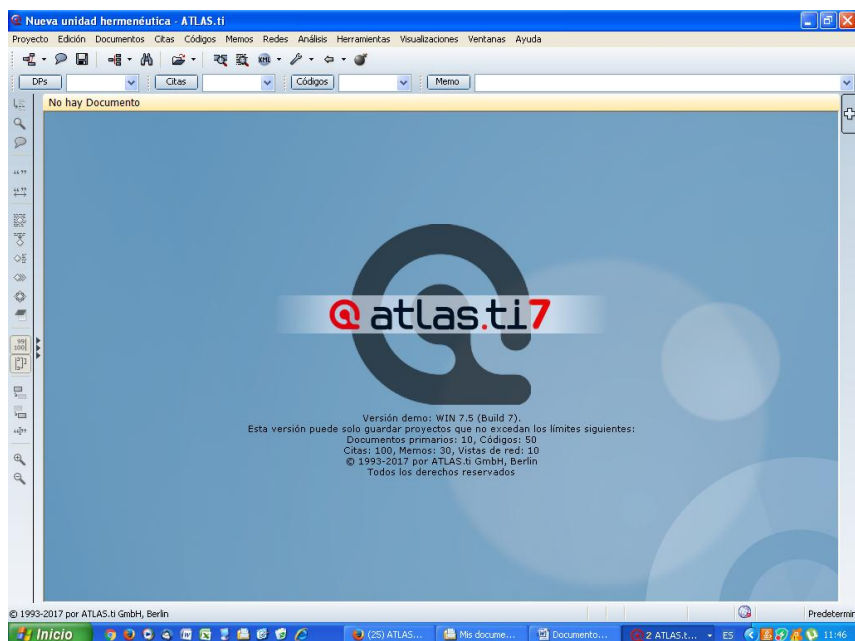 Nueva unidad hermenéutica - ATLAS.ti
Proyecto Edición Documentos Citas Códigos Memos Redes Análisis Herramientas Visualizaciones Ventanas Ayuda
XML
DPs Citas Códigos Memo
No hay Documento
99
100
atlas.ti7
Versión demo: WIN 7.5 (Build 7).
Esta versión puede solo guardar proyectos que no excedan los límites siguientes:
Documentos primarios: 10, Códigos: 50
Citas: 100, Memos: 30, Vistas de red: 10
© 1993-2017 por ATLAS.ti GmbH, Berlin
Todos los derechos reservados
© 1993-2017 por ATLAS.ti GmbH, Berlin
Predetermir
Inicio (25) ATLAS... Mis docume... Documento... 2 ATLAS.t... ES 11:46